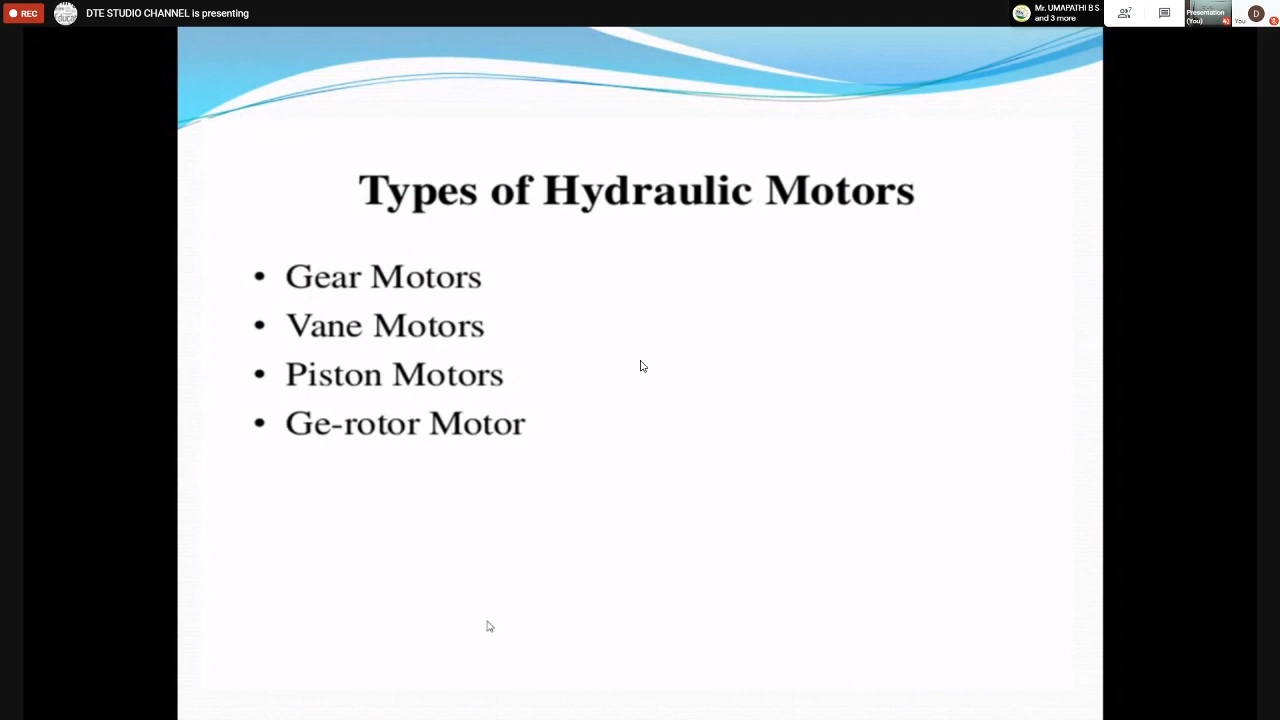 REC
DTE STUDIO CHANNEL is presenting
Mr. UMAPATHI B S
and 3 more
7
Presentation
(You)
You
D
Types of Hydraulic Motors
• Gear Motors
• Vane Motors
• Piston Motors
• Ge-rotor Motor